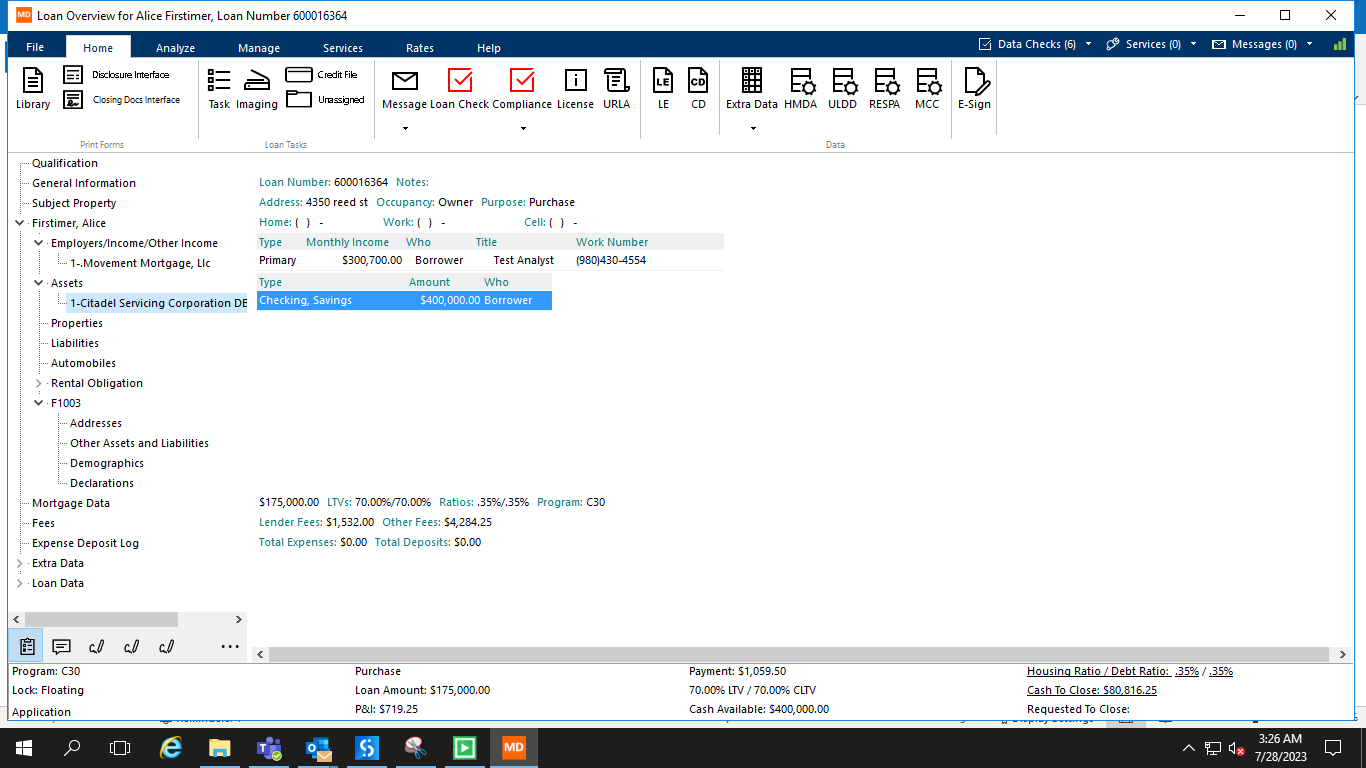 MD Loan Overview for Alice Firstimer, Loan Number 600016364
File Home Analyze Manage Services Rates Help Data Checks (6) Services (0) Messages (0)
Library Disclosure Interface Closing Docs Interface Task Imaging Credit File Unassigned Message Loan Check Compliance License URLA LE CD Extra Data HMDA ULDD RESPA MCC E-Sign
Print Forms Loan Tasks Data
Qualification
General Information
Subject Property
Firstimer, Alice
Employers/Income/Other Income
1-.Movement Mortgage, Llc
Assets
1-Citadel Servicing Corporation DB
Properties
Liabilities
Automobiles
Rental Obligation
F1003
Addresses
Other Assets and Liabilities
Demographics
Declarations
Mortgage Data
Fees
Expense Deposit Log
Extra Data
Loan Data
Loan Number: 600016364 Notes:
Address: 4350 reed st Occupancy: Owner Purpose: Purchase
Home: ( ) - Work: ( ) - Cell: ( ) -
Type Monthly Income Who Title Work Number
Primary $300,700.00 Borrower Test Analyst (980)430-4554
Type Amount Who
Checking, Savings $400,000.00 Borrower
$175,000.00 LTVs: 70.00%/70.00% Ratios: .35%/.35% Program: C30
Lender Fees: $1,532.00 Other Fees: $4,284.25
Total Expenses: $0.00 Total Deposits: $0.00
Program: C30 Purchase Payment: $1,059.50 Housing Ratio / Debt Ratio: .35% / .35%
Lock: Floating Loan Amount: $175,000.00 70.00% LTV / 70.00% CLTV Cash To Close: $80,816.25
Application P&I: $719.25 Cash Available: $400,000.00 Requested To Close:
MD
3:26 AM
7/28/2023